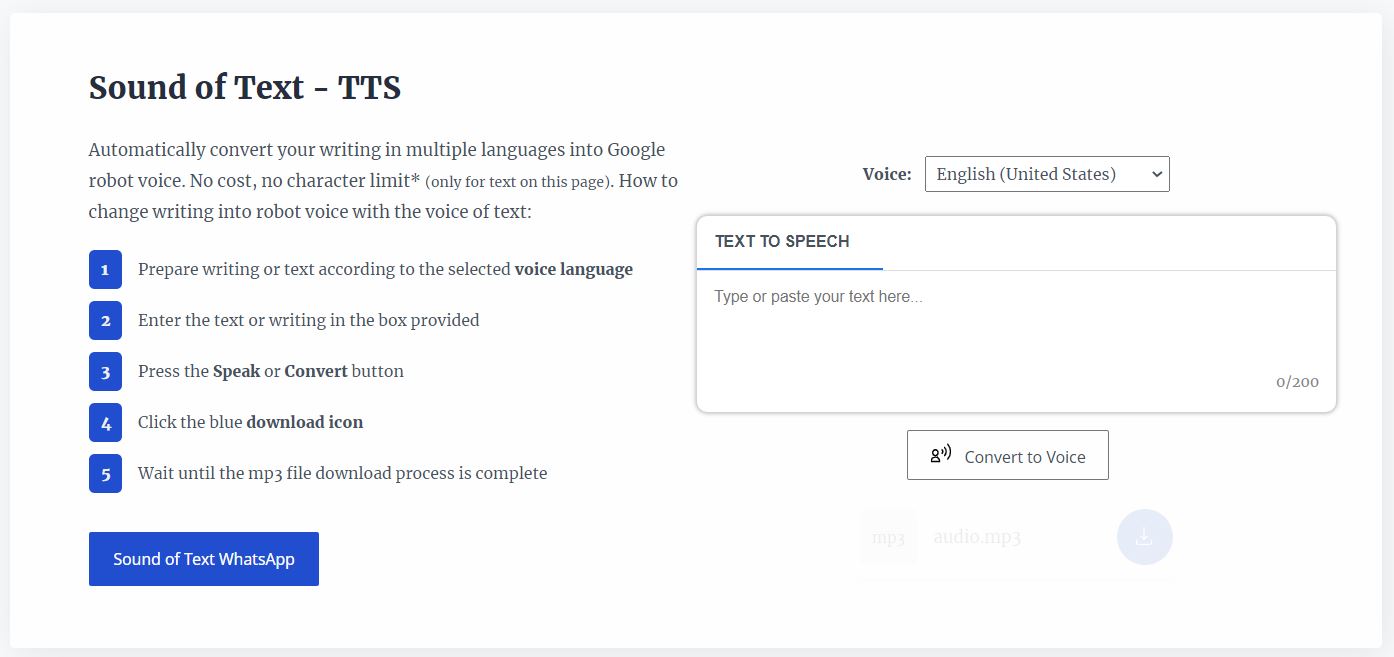 Sound of Text - TTS
Automatically convert your writing in multiple languages into Google
robot voice. No cost, no character limit* (only for text on this page). How to
change writing into robot voice with the voice of text:
1 Prepare writing or text according to the selected voice language
2 Enter the text or writing in the box provided
3 Press the Speak or Convert button
4 Click the blue download icon
5 Wait until the mp3 file download process is complete
Sound of Text WhatsApp
Voice: English (United States)
TEXT TO SPEECH
Type or paste your text here...
0/200
Convert to Voice
mp3 audio.mp3